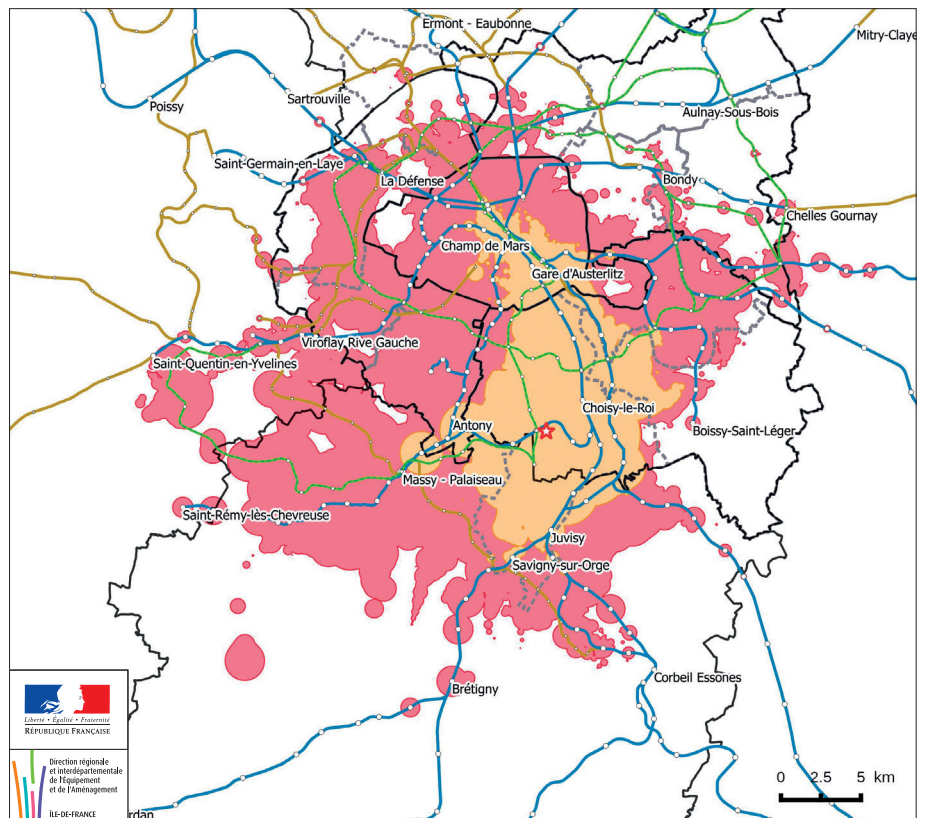 Ermont - Eaubonne
Mitry-Claye
Poissy
Sartrouville
Aulnay-Sous-Bois
Saint-Germain-en-Laye
La Défense
Bondy
Chelles Gournay
Champ de Mars
Gare d'Austerlitz
Viroflay Rive Gauche
Saint-Quentin-en-Yvelines
Choisy-le-Roi
Antony
Boissy-Saint-Léger
Massy - Palaiseau
Saint-Rémy-lès-Chevreuse
Juvisy
Savigny-sur-Orge
Corbeil Essones
Brétigny
Liberté • Égalité • Fraternité
RÉPUBLIQUE FRANÇAISE
Direction régionale
et interdépartementale
de l'Équipement
et de l'Aménagement
ÎLE-DE-FRANCE
rdan
0 2.5 5 km